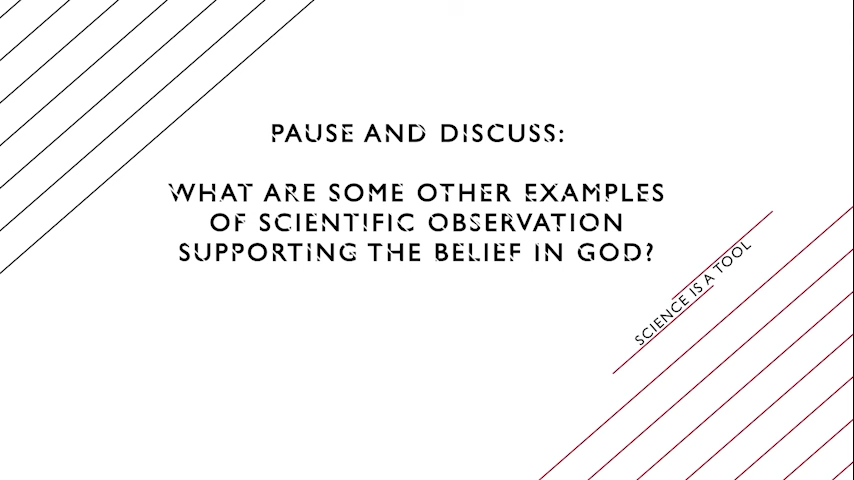 PAUSE AND DISCUSS:
WHAT ARE SOME OTHER EXAMPLES
OF SCIENTIFIC OBSERVATION
SUPPORTING THE BELIEF IN GOD?
SCIENCE IS A TOOL